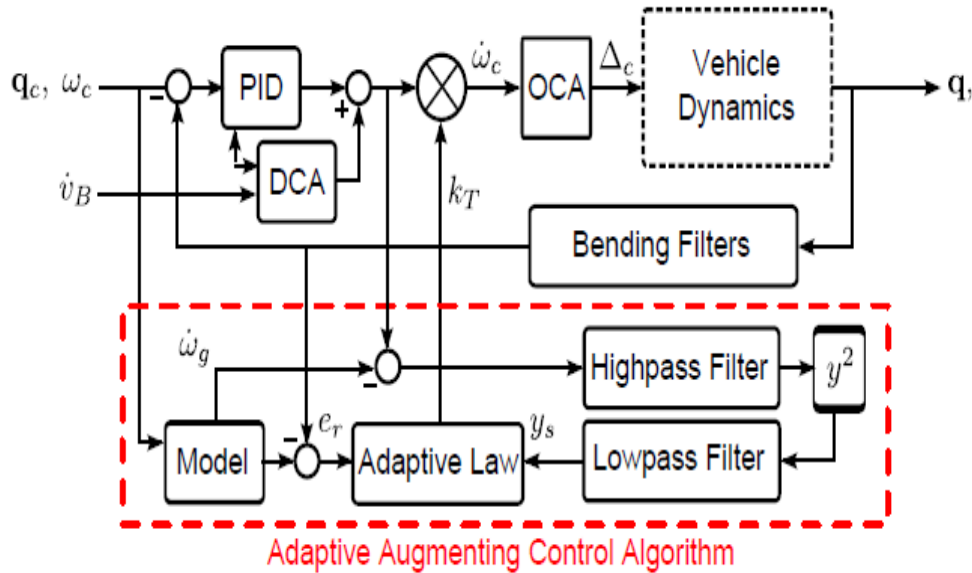 q_c, ω_c
PID
ω̇_c
OCA
Δ_c
Vehicle
Dynamics
q,
v̇_B
DCA
k_T
Bending Filters
ω̇_g
Highpass Filter
y²
Model
e_r
Adaptive Law
y_s
Lowpass Filter
Adaptive Augmenting Control Algorithm